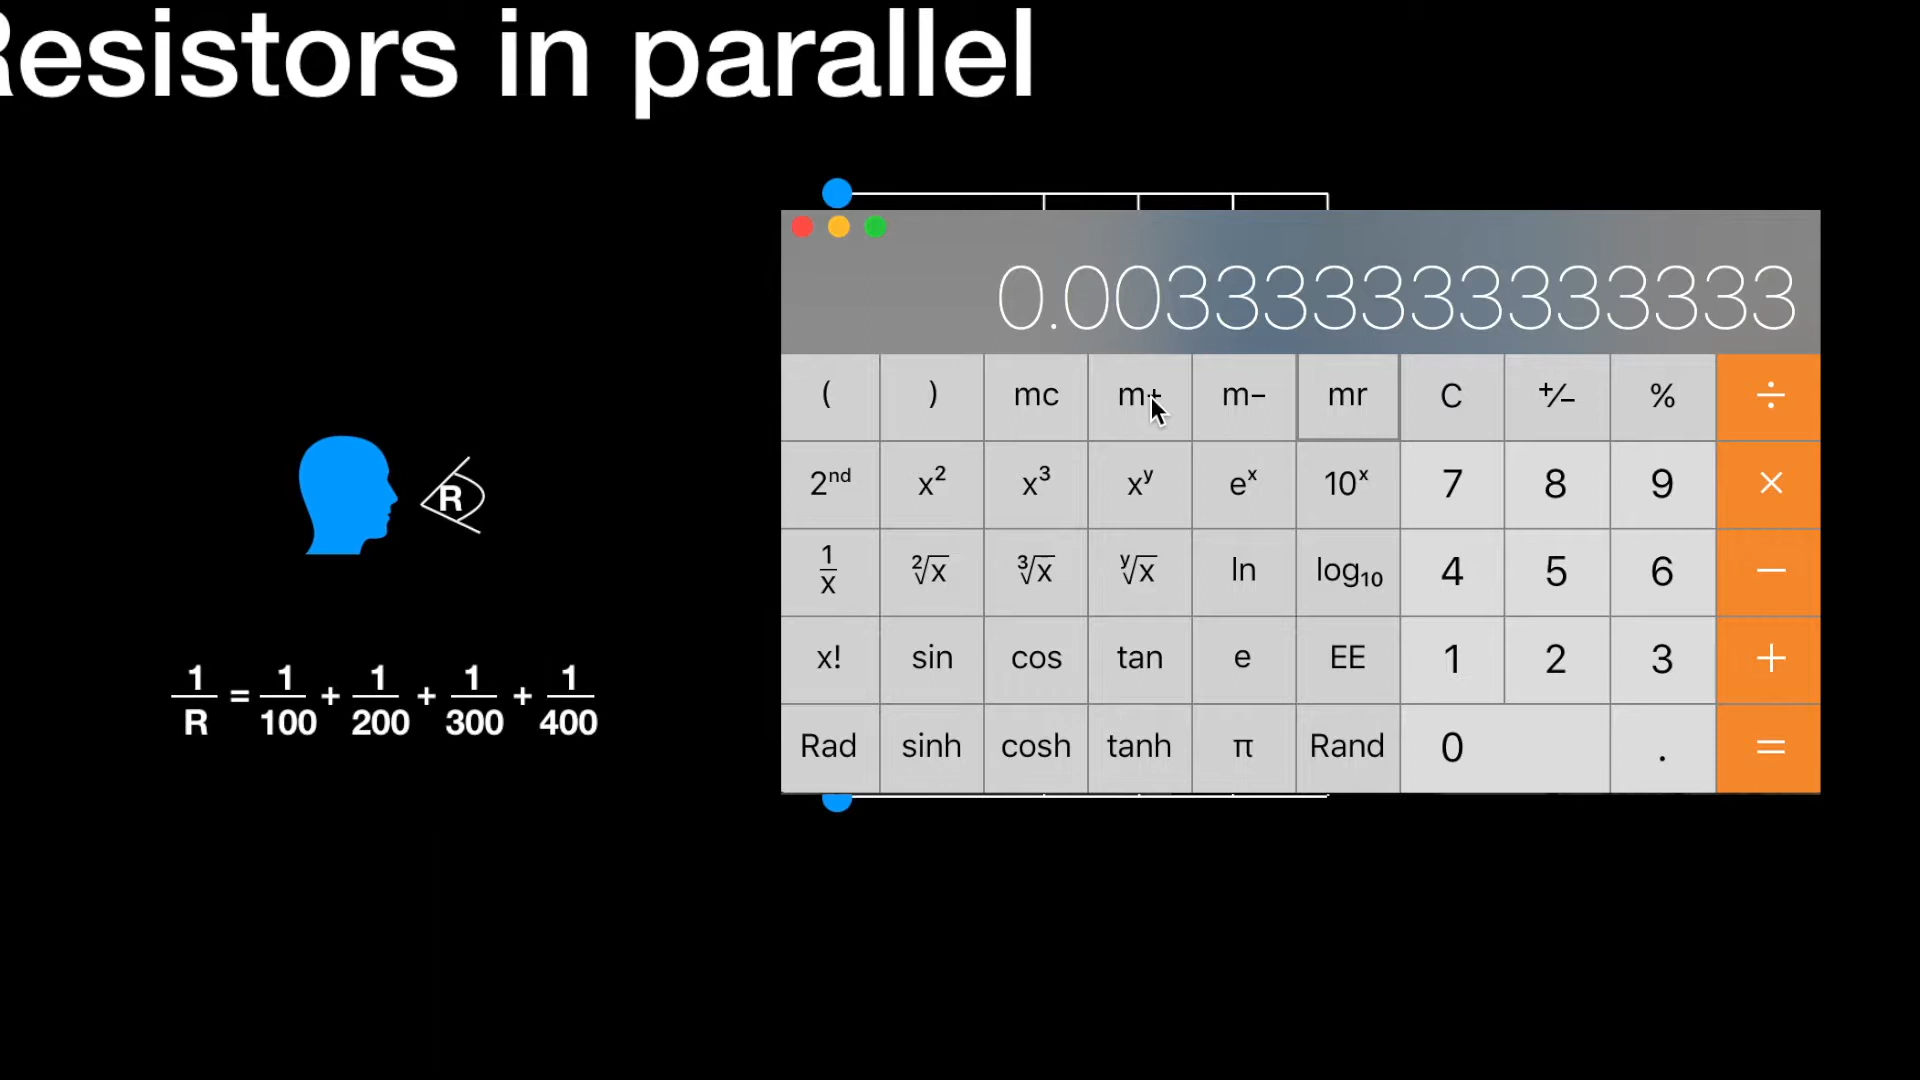 Resistors in parallel
0.003333333333333
( ) mc m+ m− mr C +/− % ÷
2nd x² x³ xʸ eˣ 10ˣ 7 8 9 ×
1/x ²√x ³√x ʸ√x ln log₁₀ 4 5 6 −
x! sin cos tan e EE 1 2 3 +
Rad sinh cosh tanh π Rand 0 . =
R
1/R = 1/100 + 1/200 + 1/300 + 1/400